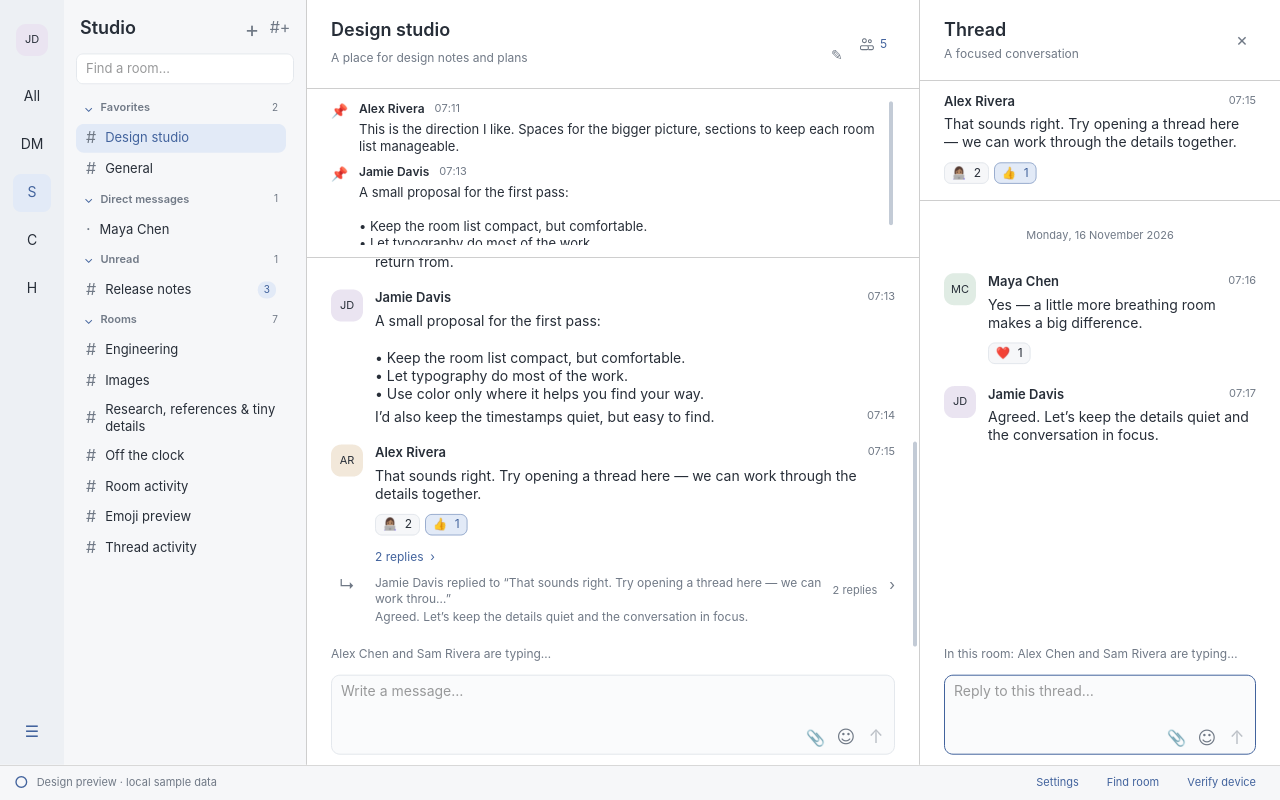 JD
All
DM
S
C
H
☰
Studio
+
#+
Find a room...
Favorites 2
# Design studio
# General
Direct messages 1
· Maya Chen
Unread 1
# Release notes 3
Rooms 7
# Engineering
# Images
# Research, references & tiny
details
# Off the clock
# Room activity
# Emoji preview
# Thread activity
Design studio
A place for design notes and plans
✎
5
📌 Alex Rivera 07:11
This is the direction I like. Spaces for the bigger picture, sections to keep each room
list manageable.
📌 Jamie Davis 07:13
A small proposal for the first pass:
• Keep the room list compact, but comfortable.
• Let typography do most of the work.
return from.
JD Jamie Davis 07:13
A small proposal for the first pass:
• Keep the room list compact, but comfortable.
• Let typography do most of the work.
• Use color only where it helps you find your way.
I’d also keep the timestamps quiet, but easy to find. 07:14
AR Alex Rivera 07:15
That sounds right. Try opening a thread here — we can work through the
details together.
2 👍 1
2 replies ›
Jamie Davis replied to “That sounds right. Try opening a thread here — we can
work throu…”
2 replies ›
Agreed. Let’s keep the details quiet and the conversation in focus.
Alex Chen and Sam Rivera are typing...
Write a message...
Thread
A focused conversation
×
Alex Rivera 07:15
That sounds right. Try opening a thread here
— we can work through the details together.
2 👍 1
Monday, 16 November 2026
MC Maya Chen 07:16
Yes — a little more breathing room
makes a big difference.
❤️ 1
JD Jamie Davis 07:17
Agreed. Let’s keep the details quiet and
the conversation in focus.
In this room: Alex Chen and Sam Rivera are typing...
Reply to this thread...
Design preview · local sample data
Settings
Find room
Verify device